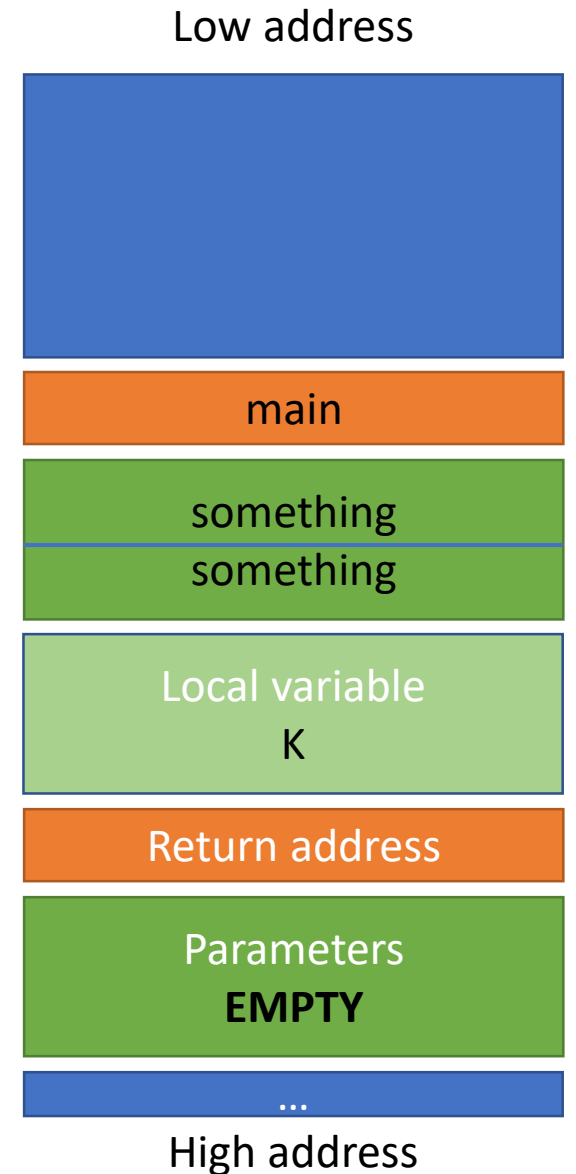 Low address
main
something
something
Local variable
K
Return address
Parameters
EMPTY
...
High address